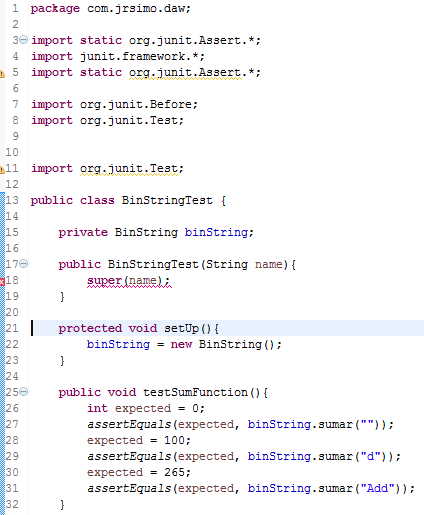 1 package com.jrsimo.daw;
2
3 import static org.junit.Assert.*;
4 import junit.framework.*;
5 import static org.junit.Assert.*;
6
7 import org.junit.Before;
8 import org.junit.Test;
9
10
11 import org.junit.Test;
12
13 public class BinStringTest {
14
15     private BinString binString;
16
17     public BinStringTest(String name){
18         super(name);
19     }
20
21     protected void setUp(){
22         binString = new BinString();
23     }
24
25     public void testSumFunction(){
26         int expected = 0;
27         assertEquals(expected, binString.sumar(""));
28         expected = 100;
29         assertEquals(expected, binString.sumar("d"));
30         expected = 265;
31         assertEquals(expected, binString.sumar("Add"));
32     }